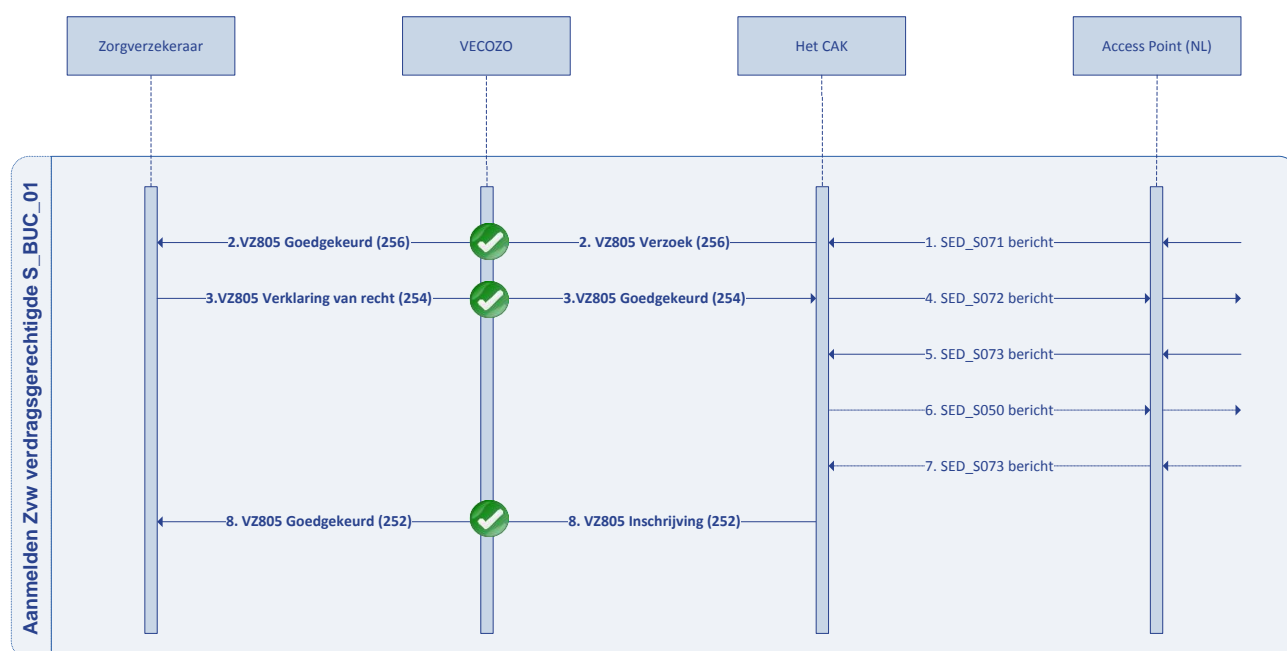 Zorgverzekeraar
VECOZO
Het CAK
Access Point (NL)
Aanmelden Zvw verdragsgerechtigde S_BUC_01
2.VZ805 Goedgekeurd (256)
2. VZ805 Verzoek (256)
1. SED_S071 bericht
3.VZ805 Verklaring van recht (254)
3.VZ805 Goedgekeurd (254)
4. SED_S072 bericht
5. SED_S073 bericht
6. SED_S050 bericht
7. SED_S073 bericht
8. VZ805 Goedgekeurd (252)
8. VZ805 Inschrijving (252)